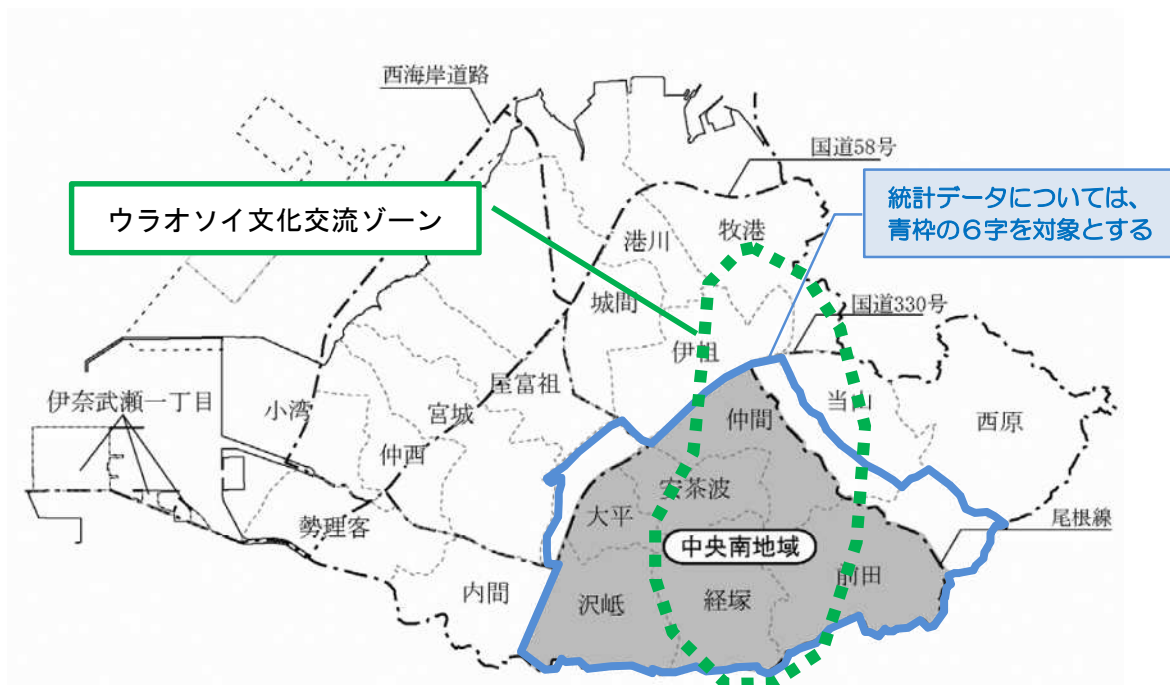 西海岸道路
国道58号
ウラオソイ文化交流ゾーン
統計データについては、
青枠の6字を対象とする
港川
牧港
城間
国道330号
伊祖
屋富祖
伊奈武瀬一丁目
小湾
宮城
仲間
当山
西原
仲西
安茶波
大平
勢理客
尾根線
中央南地域
前田
内間
沢岻
経塚